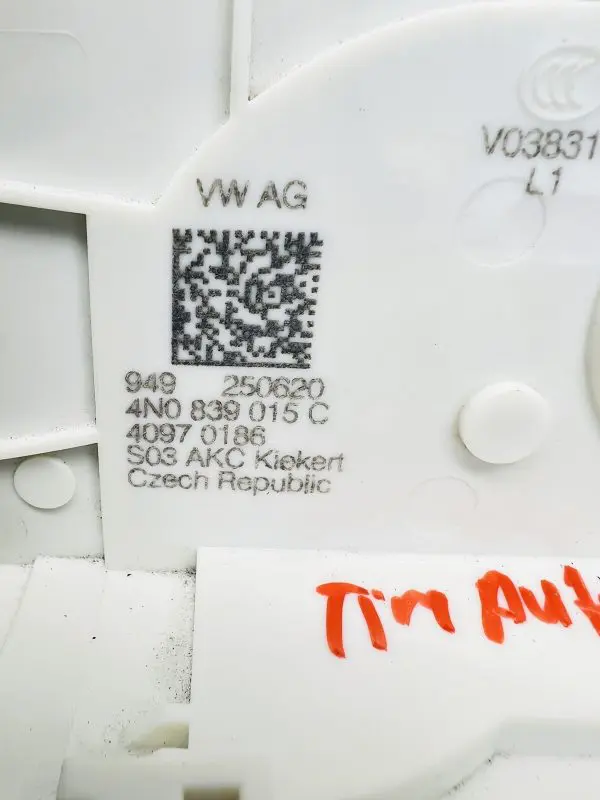 V03831
L1
VW AG
949 250620
4N0 839 015 C
4097 0186
S03 AKC Kiekert
Czech Republic
Tim Aut